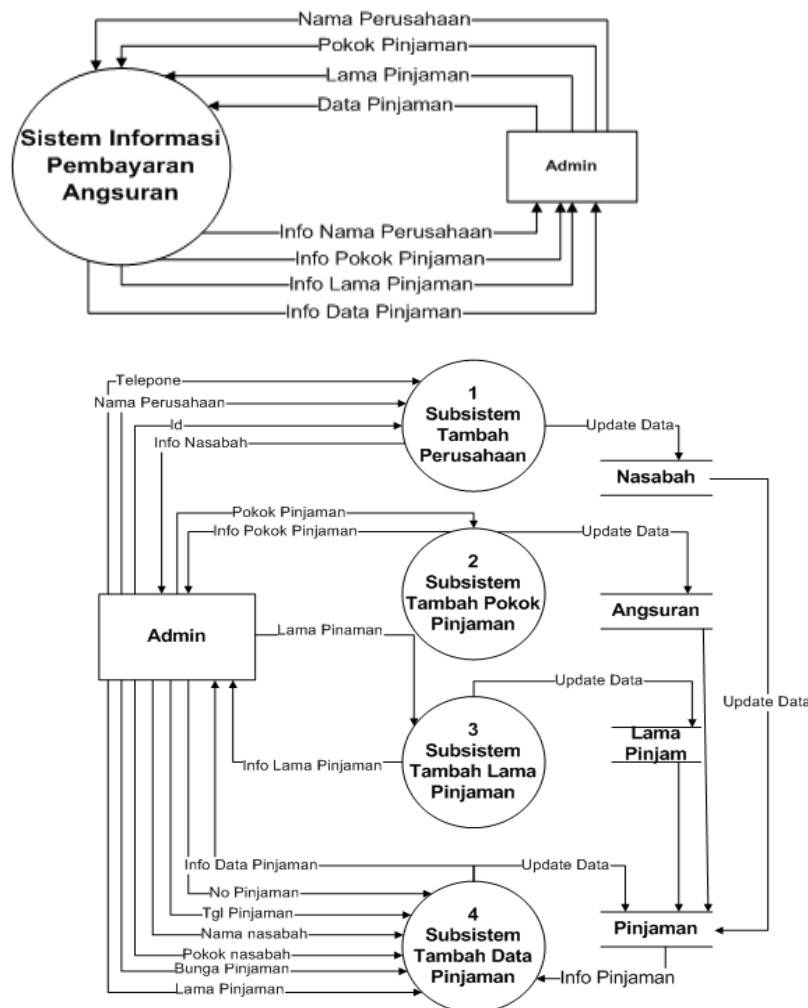 Nama Perusahaan
Pokok Pinjaman
Lama Pinjaman
Data Pinjaman
Sistem Informasi
Pembayaran
Angsuran
Admin
Info Nama Perusahaan
Info Pokok Pinjaman
Info Lama Pinjaman
Info Data Pinjaman
Telepone
Nama Perusahaan
Id
Info Nasabah
1
Subsistem
Tambah
Perusahaan
Update Data
Nasabah
Pokok Pinjaman
Info Pokok Pinjaman
2
Subsistem
Tambah Pokok
Pinjaman
Update Data
Angsuran
Admin
Lama Pinaman
Update Data
Update Data
3
Subsistem
Tambah Lama
Pinjaman
Lama
Pinjam
Info Lama Pinjaman
Info Data Pinjaman
Update Data
No Pinjaman
Tgl Pinjaman
Nama nasabah
Pokok nasabah
Bunga Pinjaman
Lama Pinjaman
4
Subsistem
Tambah Data
Pinjaman
Pinjaman
Info Pinjaman